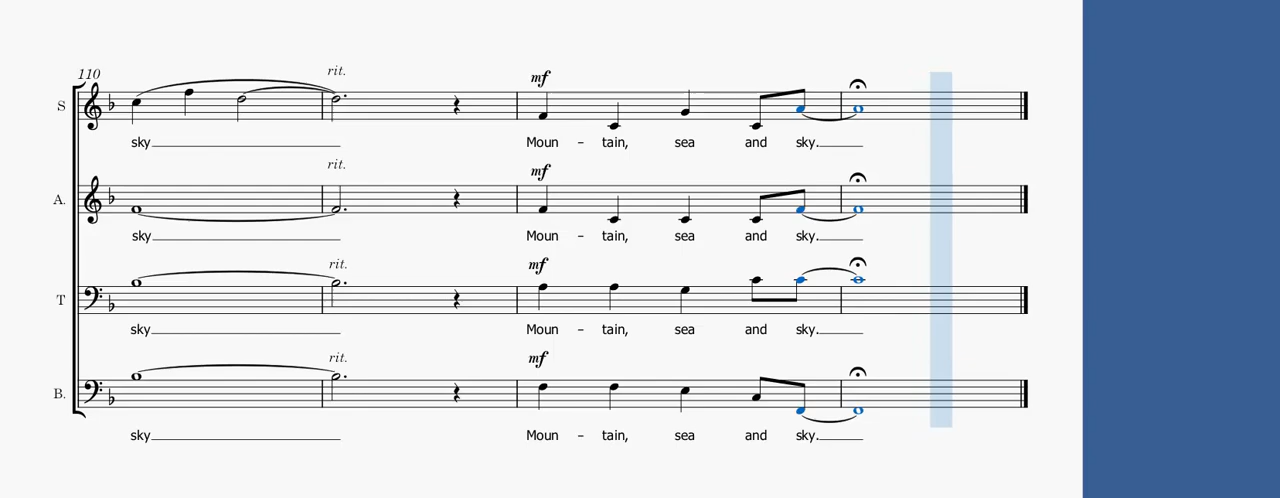 110
rit.
mf
S
sky Moun - tain, sea and sky.
rit.
mf
A.
sky Moun - tain, sea and sky.
rit.
mf
T
sky Moun - tain, sea and sky.
rit.
mf
B.
sky Moun - tain, sea and sky.